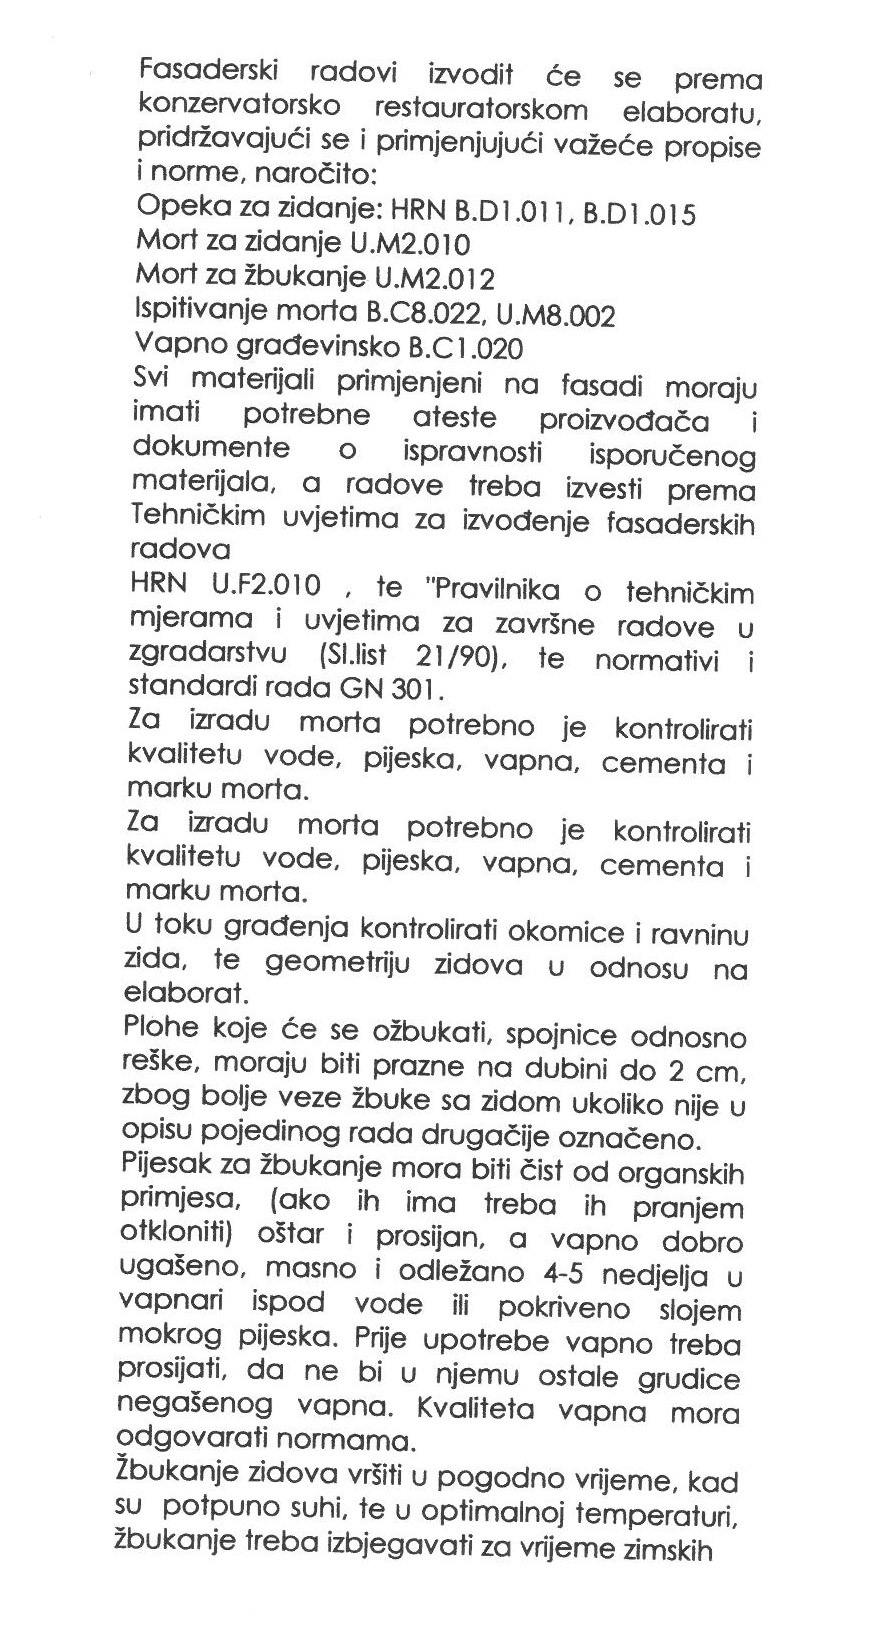 Fasaderski radovi izvodit će se prema
konzervatorsko restauratorskom elaboratu,
pridržavajući se i primjenjujući važeće propise
i norme, naročito:
Opeka za zidanje: HRN B.D1.011, B.D1.015
Mort za zidanje U.M2.010
Mort za žbukanje U.M2.012
Ispitivanje morta B.C8.022, U.M8.002
Vapno građevinsko B.C1.020
Svi materijali primjenjeni na fasadi moraju
imati potrebne ateste proizvođača i
dokumente o ispravnosti isporučenog
materijala, a radove treba izvesti prema
Tehničkim uvjetima za izvođenje fasaderskih
radova
HRN U.F2.010 , te "Pravilnika o tehničkim
mjerama i uvjetima za završne radove u
zgradarstvu (Sl.list 21/90), te normativi i
standardi rada GN 301.
Za izradu morta potrebno je kontrolirati
kvalitetu vode, pijeska, vapna, cementa i
marku morta.
Za izradu morta potrebno je kontrolirati
kvalitetu vode, pijeska, vapna, cementa i
marku morta.
U toku građenja kontrolirati okomice i ravninu
zida, te geometriju zidova u odnosu na
elaborat.
Plohe koje će se ožbukati, spojnice odnosno
reške, moraju biti prazne na dubini do 2 cm,
zbog bolje veze žbuke sa zidom ukoliko nije u
opisu pojedinog rada drugačije označeno.
Pijesak za žbukanje mora biti čist od organskih
primjesa, (ako ih ima treba ih pranjem
otkloniti) oštar i prosijan, a vapno dobro
ugašeno, masno i odležano 4-5 nedjelja u
vapnari ispod vode ili pokriveno slojem
mokrog pijeska. Prije upotrebe vapno treba
prosijati, da ne bi u njemu ostale grudice
negašenog vapna. Kvaliteta vapna mora
odgovarati normama.
Žbukanje zidova vršiti u pogodno vrijeme, kad
su potpuno suhi, te u optimalnoj temperaturi,
žbukanje treba izbjegavati za vrijeme zimskih